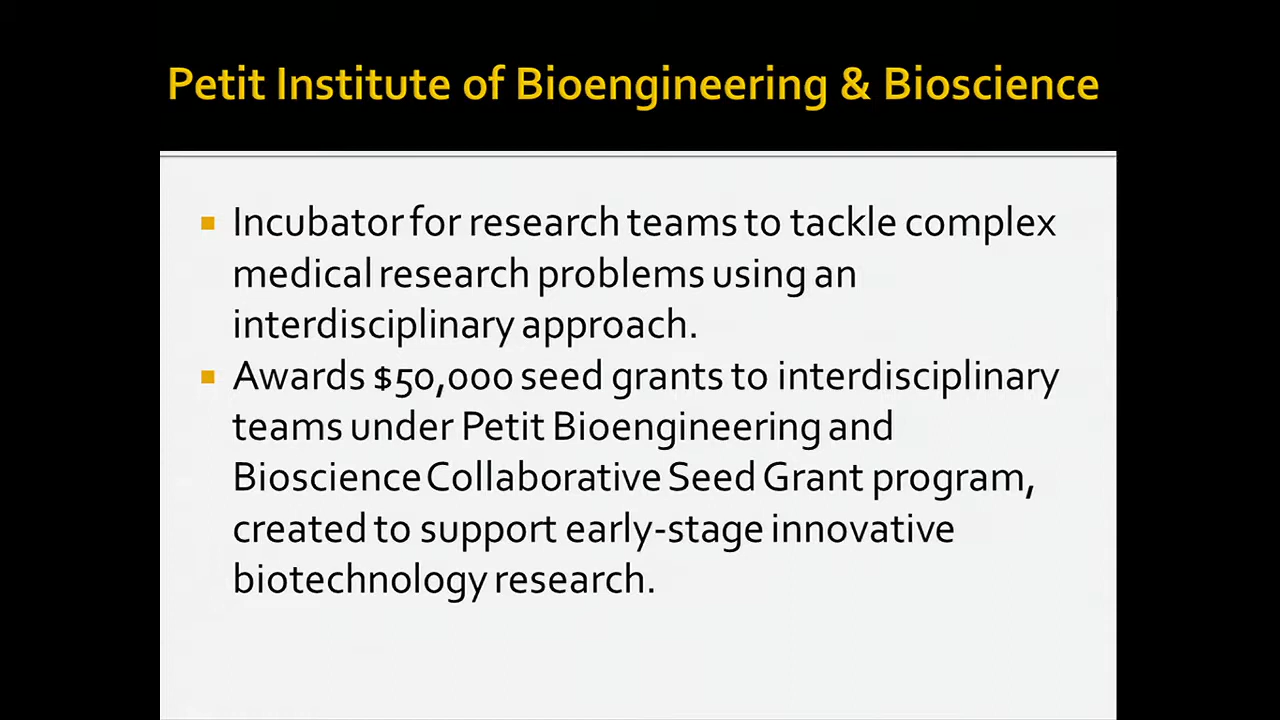 Petit Institute of Bioengineering & Bioscience
Incubator for research teams to tackle complex
medical research problems using an
interdisciplinary approach.
Awards $50,000 seed grants to interdisciplinary
teams under Petit Bioengineering and
Bioscience Collaborative Seed Grant program,
created to support early-stage innovative
biotechnology research.